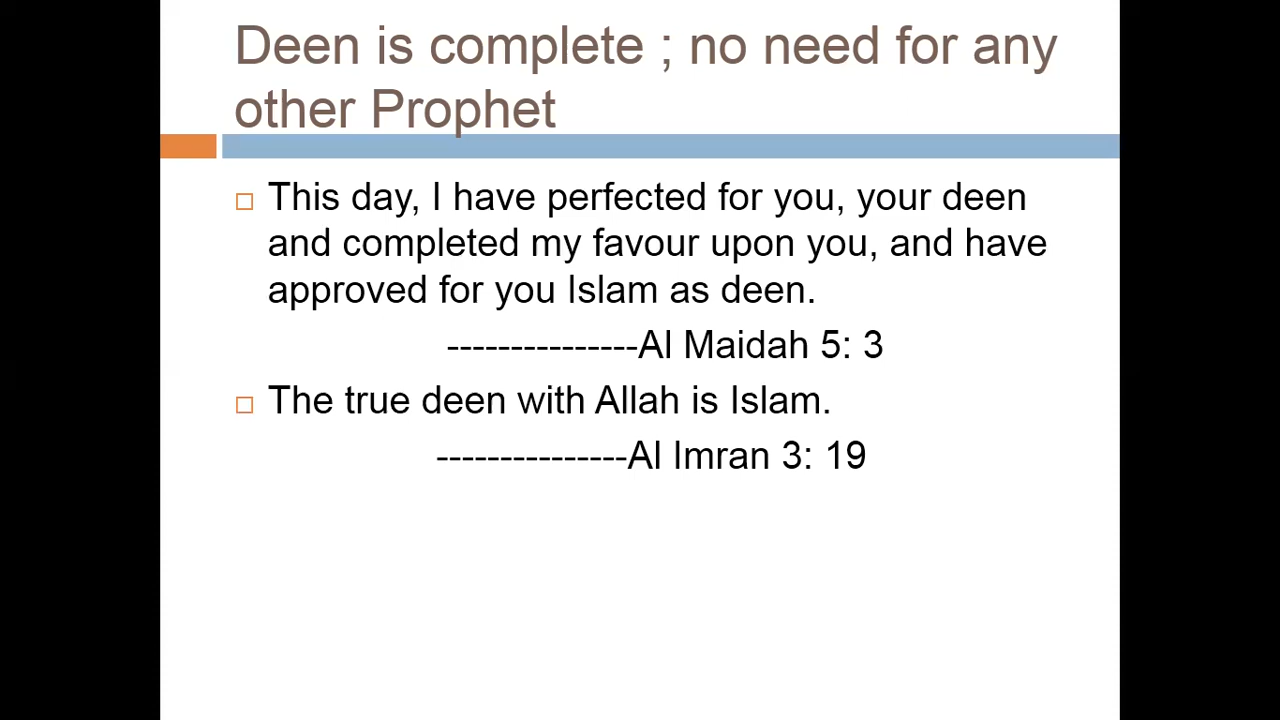 Deen is complete ; no need for any
other Prophet
This day, I have perfected for you, your deen
and completed my favour upon you, and have
approved for you Islam as deen.
---------------Al Maidah 5: 3
The true deen with Allah is Islam.
---------------Al Imran 3: 19